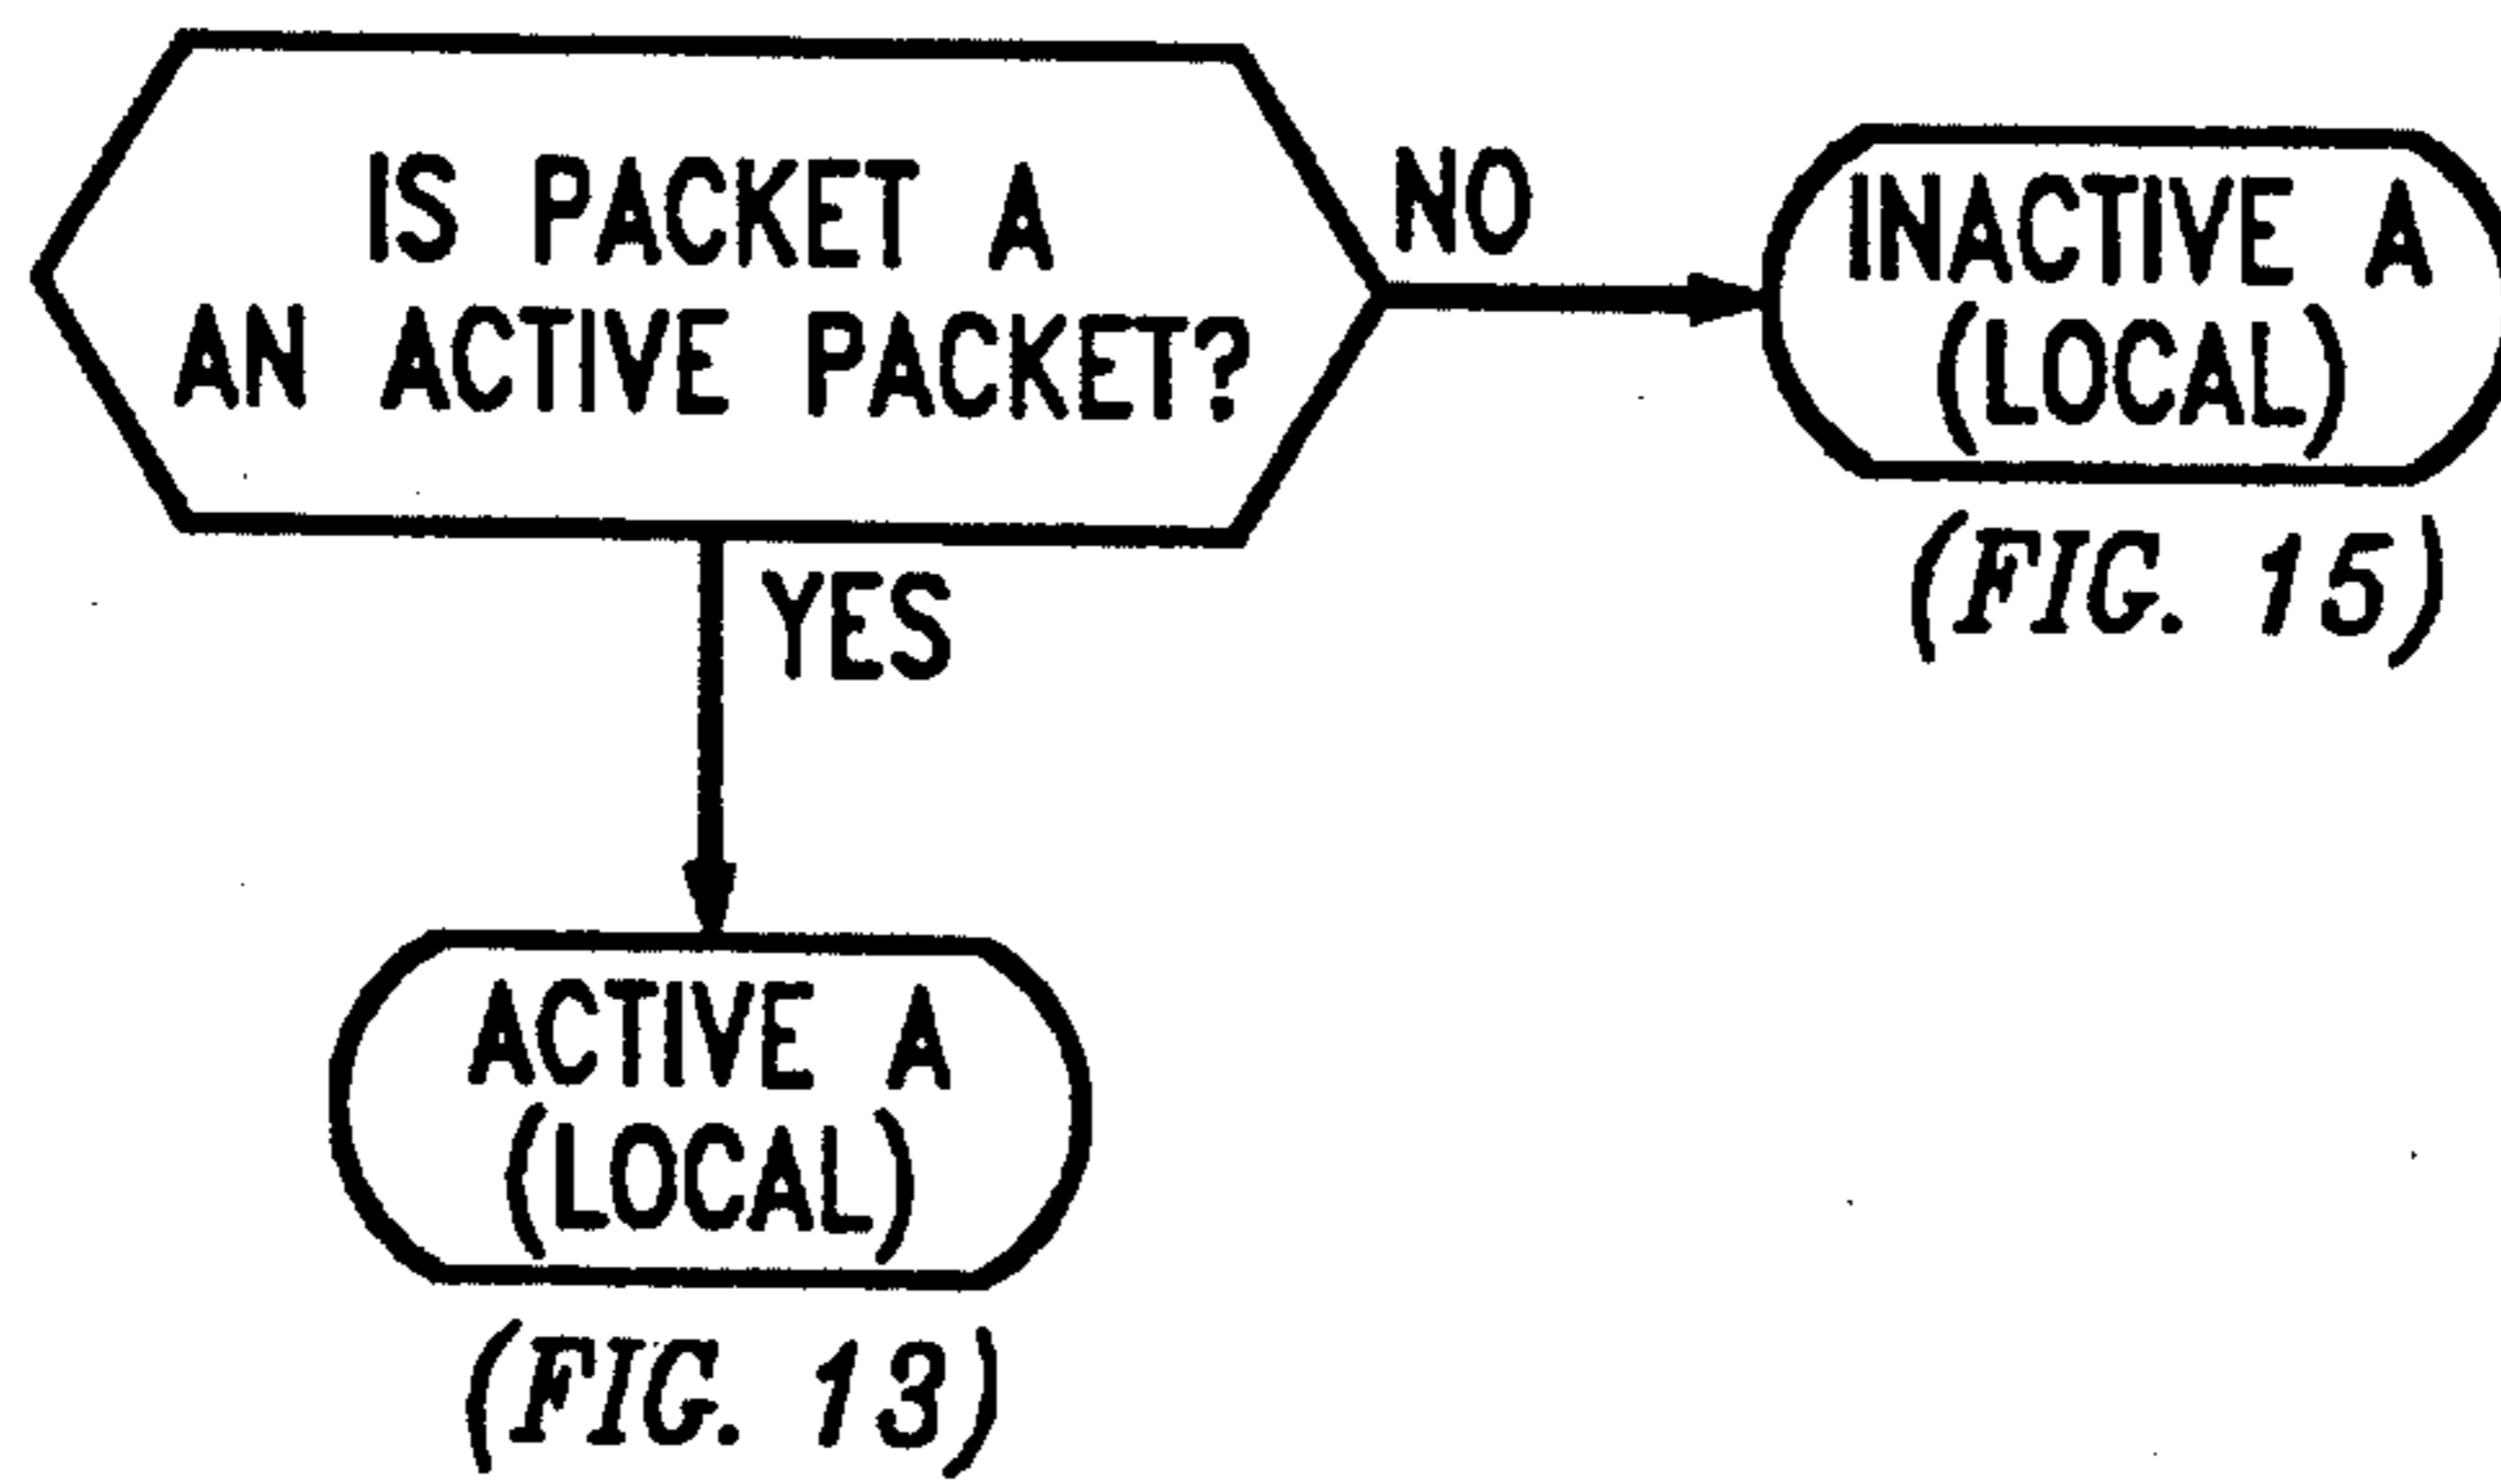 IS PACKET A
AN ACTIVE PACKET?
NO
INACTIVE A
(LOCAL)
(FIG. 15)
YES
ACTIVE A
(LOCAL)
(FIG. 13)